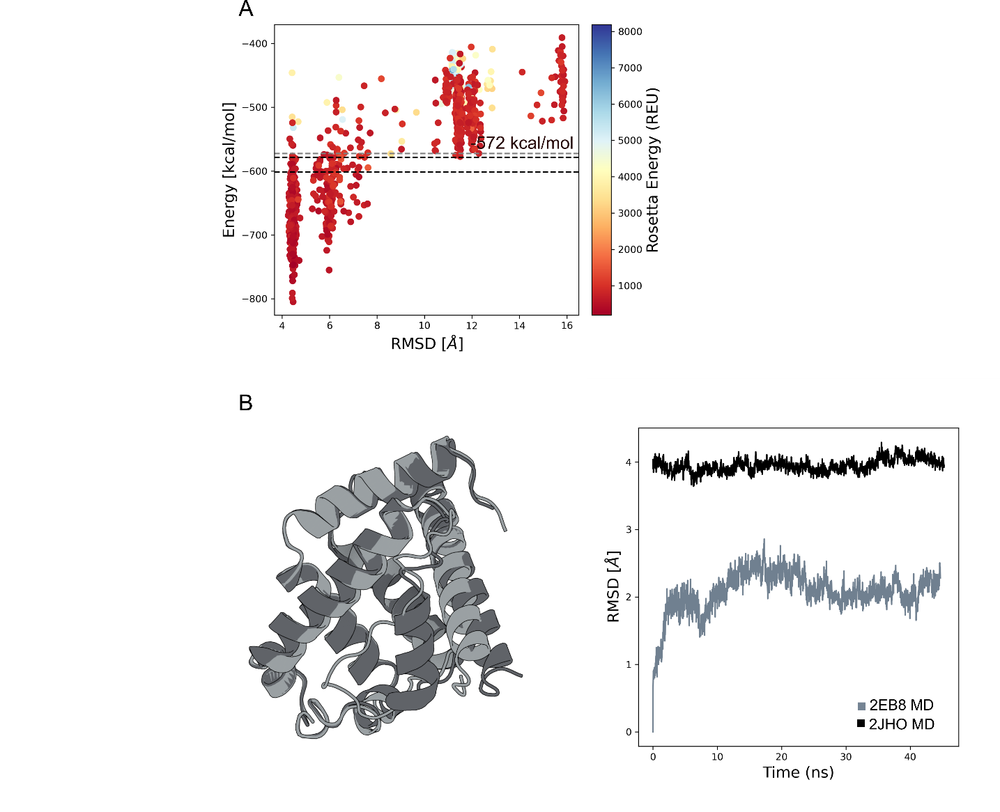 A
Energy [kcal/mol]
−400
−500
−600
−700
−800
-572 kcal/mol
4 6 8 10 12 14 16
RMSD [Å]
8000
7000
6000
5000
4000
3000
2000
1000
Rosetta Energy (REU)
B
RMSD [Å]
4
3
2
1
0
2EB8 MD
2JHO MD
0 10 20 30 40
Time (ns)